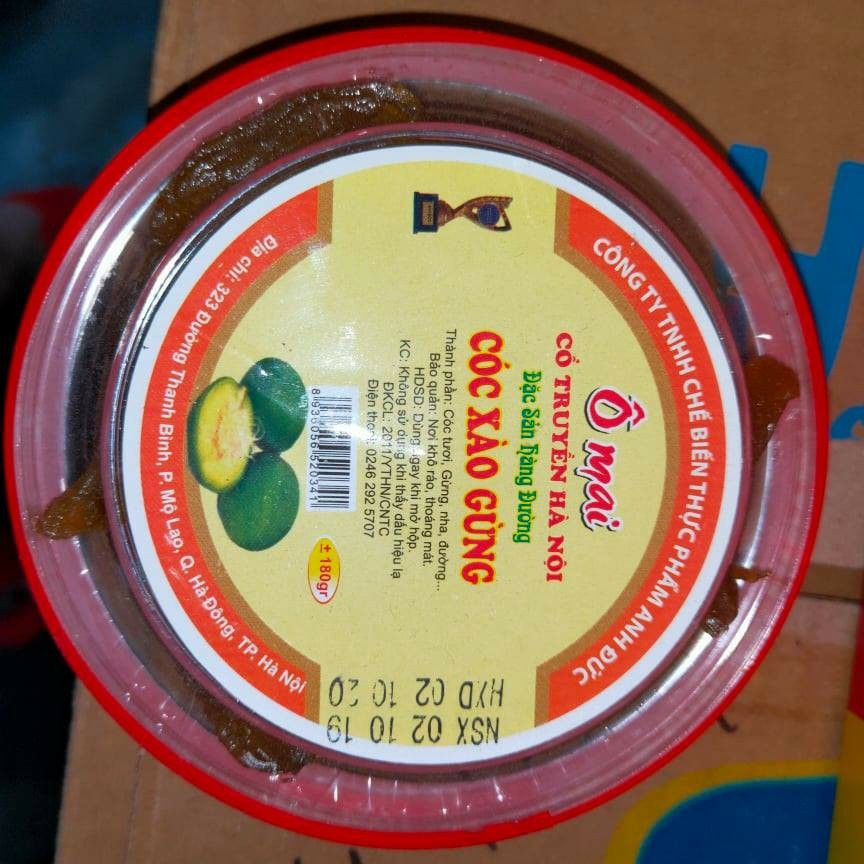 CÔNG TY TNHH CHẾ BIẾN THỰC PHẨM ANH ĐỨC
Ô mai
CỔ TRUYỀN HÀ NỘI
Đặc Sản Hàng Đường
CÓC XÀO GỪNG
Thành phần: Cóc tươi, Gừng, nha, đường...
Bảo quản: Nơi khô ráo, thoáng mát.
HDSD: Dùng ngay khi mở hộp.
KC: Không sử dụng khi thấy dấu hiệu lạ
ĐKCL: 2011/YTHN/CNTC
Điện thoại: 0246 292 5707
8 936056 520341
± 180gr
Địa chỉ: 323 Đường Thanh Bình, P. Mộ Lao, Q. Hà Đông, TP. Hà Nội
NSX 02 10 19
HXD 02 10 20